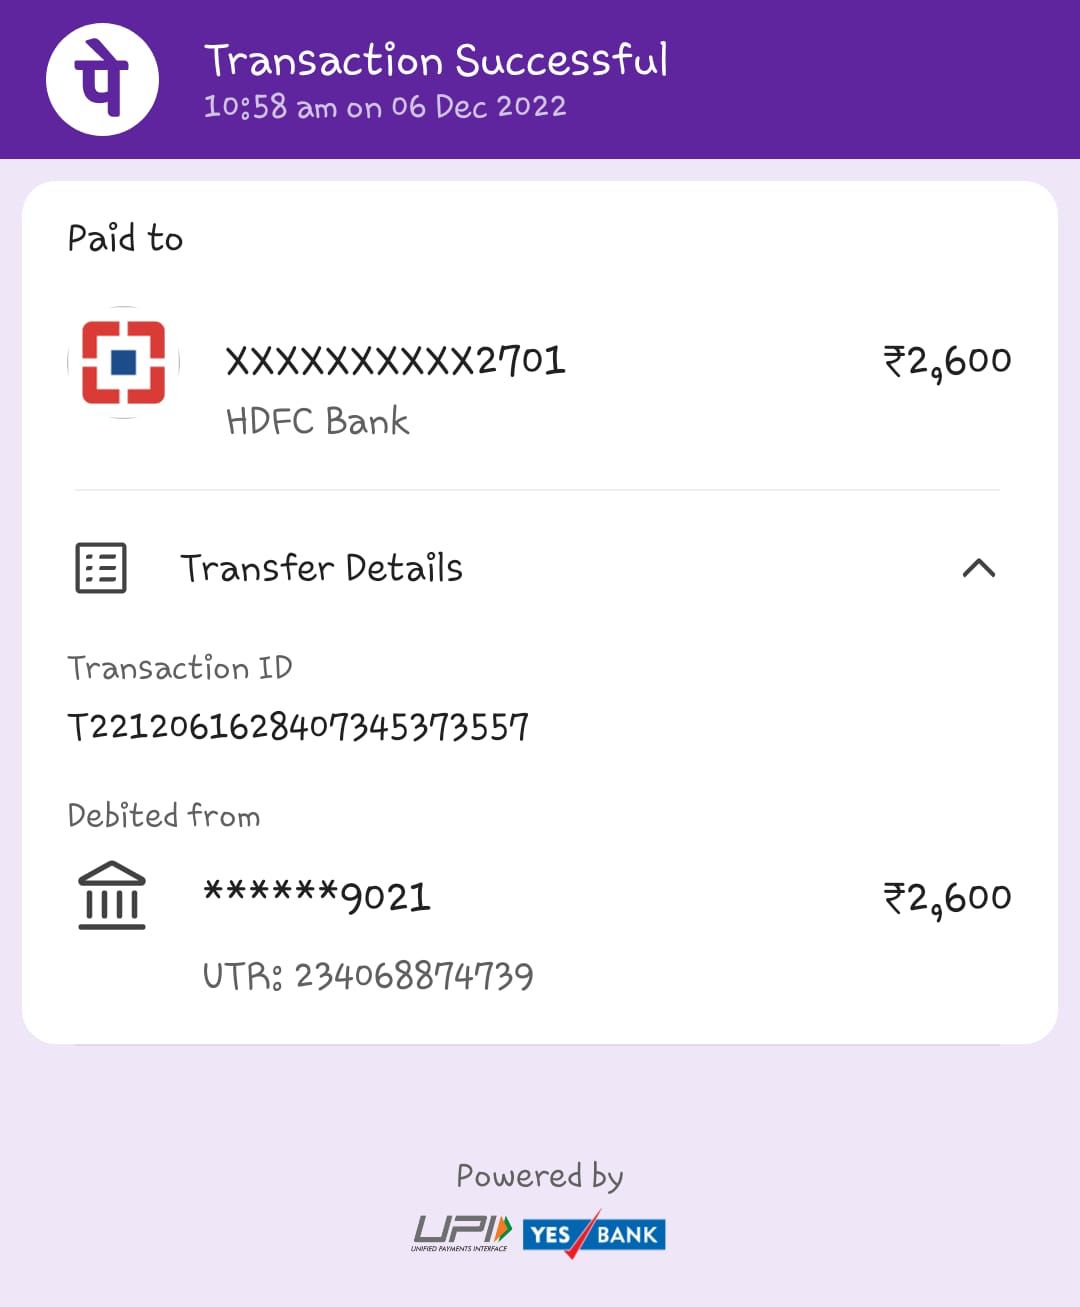 पे
Transaction Successful
10:58 am on 06 Dec 2022
Paid to
XXXXXXXXXX2701
₹2,600
HDFC Bank
Transfer Details
Transaction ID
T2212061628407345373557
Debited from
******9021
₹2,600
UTR: 234068874739
Powered by
UPI
UNIFIED PAYMENTS INTERFACE
YES BANK